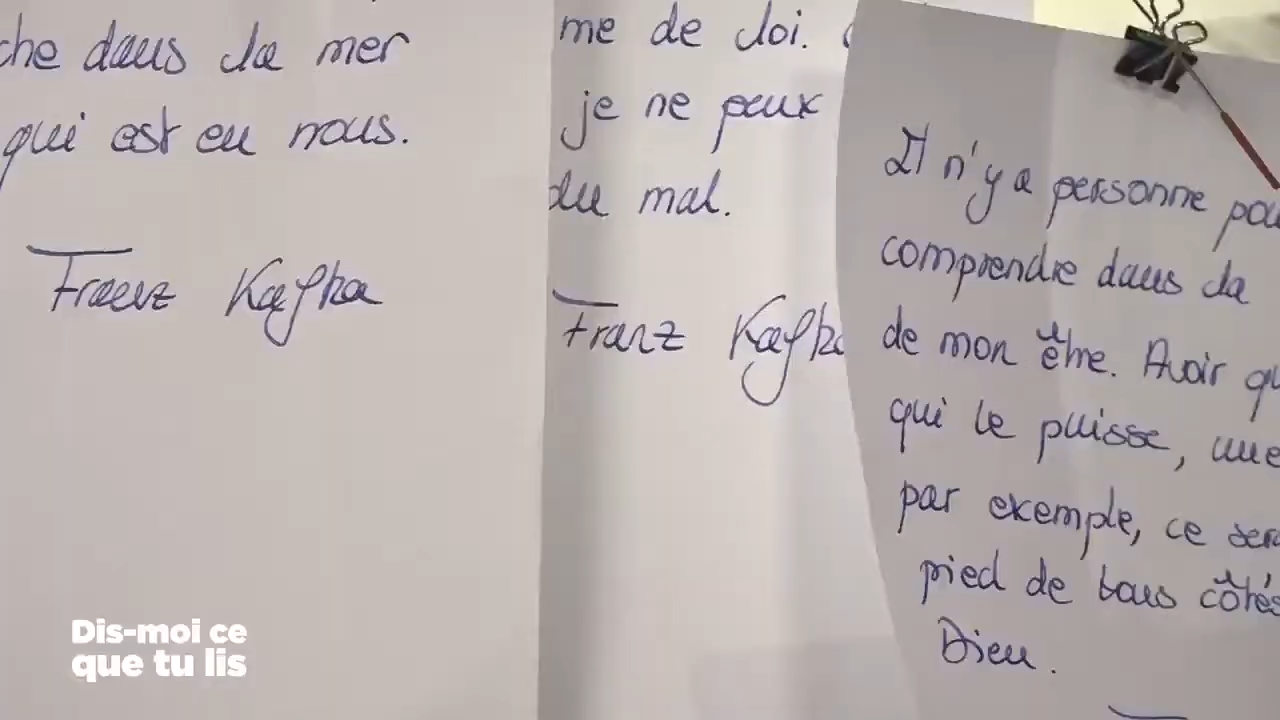 che dans la mer
qui est en nous.
Franz Kafka
me de loi.
je ne peux
du mal.
Franz Kafka
Il n'y a personne pou
comprendre dans la
de mon être. Avoir qu
qui le puisse, une
par exemple, ce sera
pied de tous côtés
Dieu.
Dis-moi ce
que tu lis